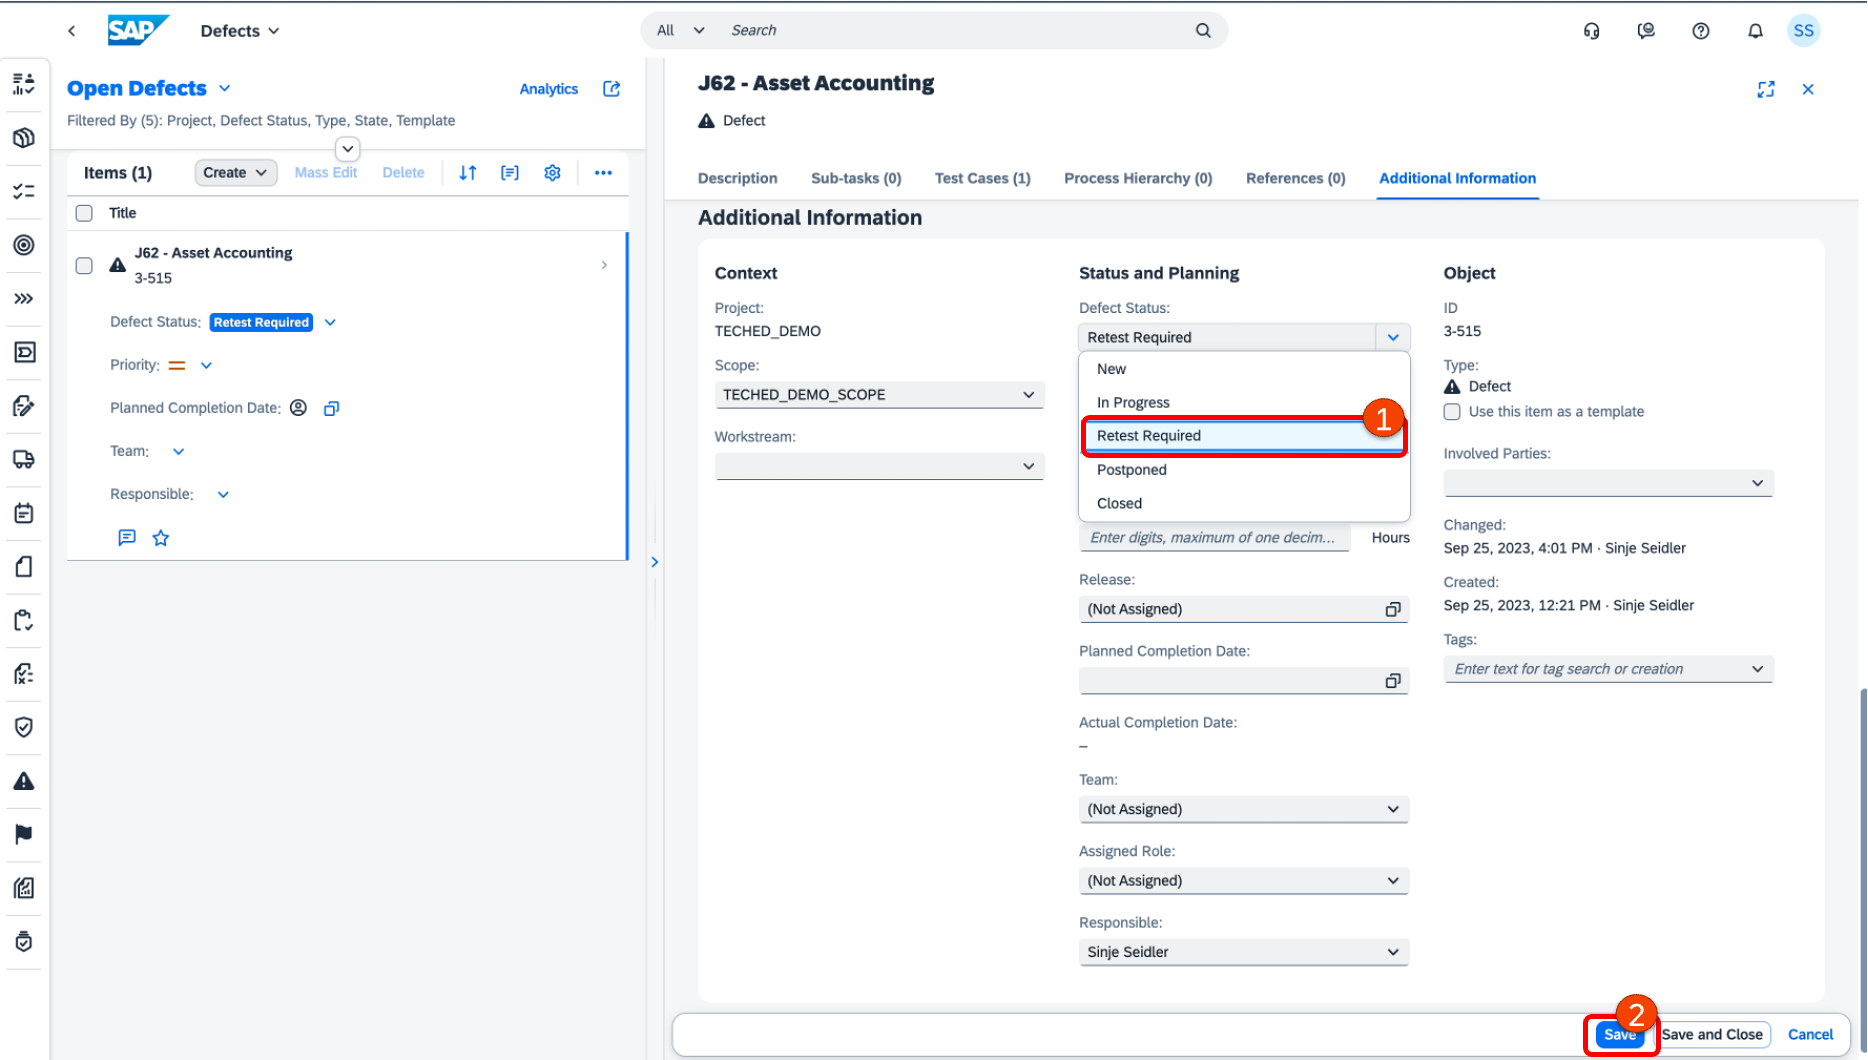 SAP
Defects
All
Search
SS
Open Defects
Analytics
Filtered By (5): Project, Defect Status, Type, State, Template
Items (1)
Create
Mass Edit
Delete
Title
J62 - Asset Accounting
3-515
Defect Status:
Retest Required
Priority:
Planned Completion Date:
Team:
Responsible:
J62 - Asset Accounting
Defect
Description
Sub-tasks (0)
Test Cases (1)
Process Hierarchy (0)
References (0)
Additional Information
Additional Information
Context
Project:
TECHED_DEMO
Scope:
TECHED_DEMO_SCOPE
Workstream:
Status and Planning
Defect Status:
Retest Required
New
In Progress
Retest Required
1
Postponed
Closed
Enter digits, maximum of one decim...
Hours
Release:
(Not Assigned)
Planned Completion Date:
Actual Completion Date:
–
Team:
(Not Assigned)
Assigned Role:
(Not Assigned)
Responsible:
Sinje Seidler
Object
ID
3-515
Type:
Defect
Use this item as a template
Involved Parties:
Changed:
Sep 25, 2023, 4:01 PM · Sinje Seidler
Created:
Sep 25, 2023, 12:21 PM · Sinje Seidler
Tags:
Enter text for tag search or creation
2
Save
Save and Close
Cancel